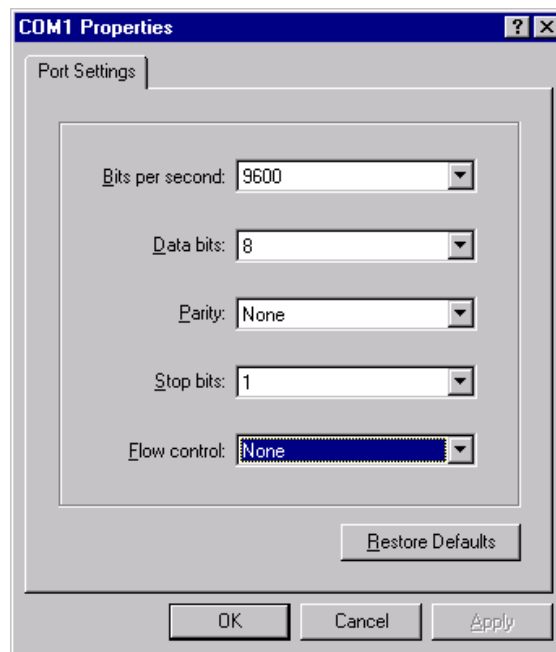 COM1 Properties
Port Settings
Bits per second: 9600
Data bits: 8
Parity: None
Stop bits: 1
Flow control: None
Restore Defaults
OK Cancel Apply